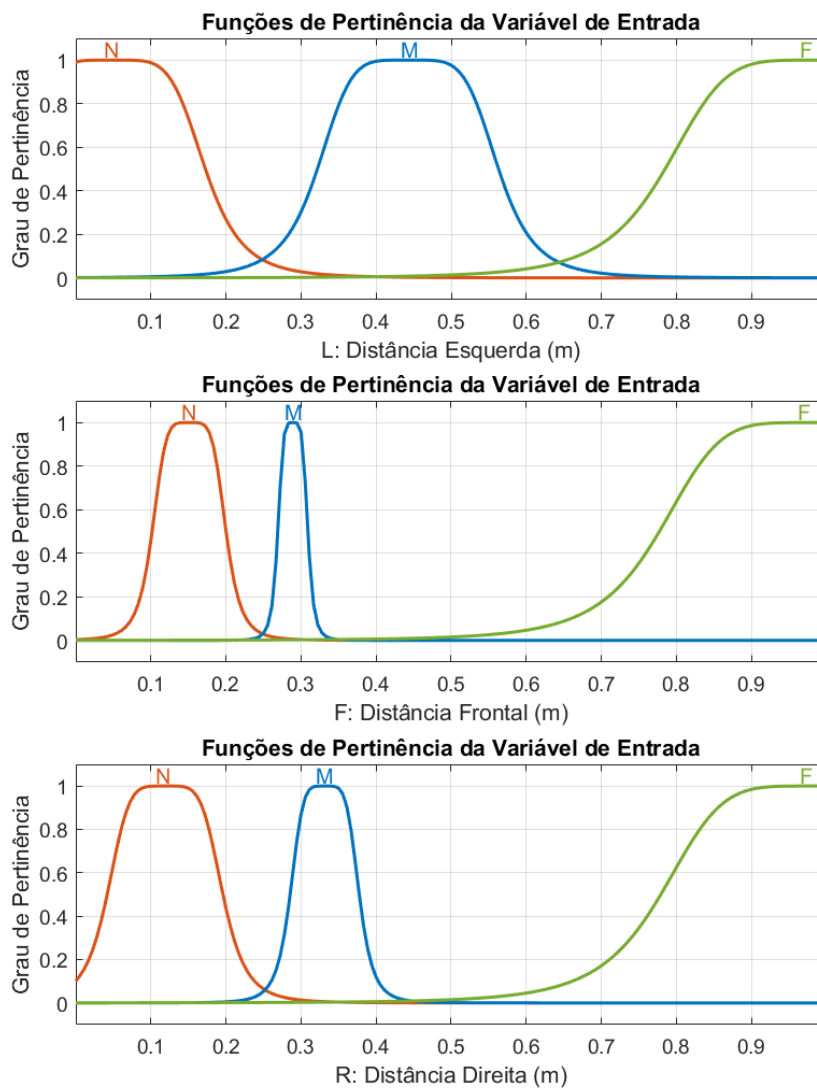 Funções de Pertinência da Variável de Entrada
N M F
Grau de Pertinência
1
0.8
0.6
0.4
0.2
0
0.1 0.2 0.3 0.4 0.5 0.6 0.7 0.8 0.9
L: Distância Esquerda (m)
Funções de Pertinência da Variável de Entrada
N M F
Grau de Pertinência
1
0.8
0.6
0.4
0.2
0
0.1 0.2 0.3 0.4 0.5 0.6 0.7 0.8 0.9
F: Distância Frontal (m)
Funções de Pertinência da Variável de Entrada
N M F
Grau de Pertinência
1
0.8
0.6
0.4
0.2
0
0.1 0.2 0.3 0.4 0.5 0.6 0.7 0.8 0.9
R: Distância Direita (m)